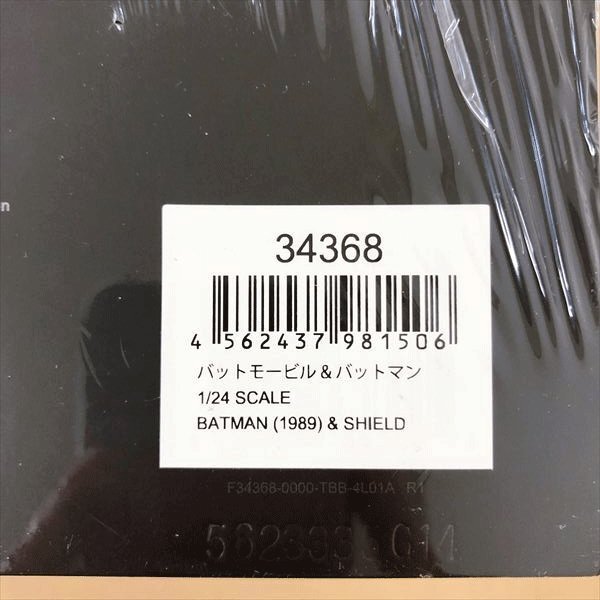 n
34368
4 562437 981506
バットモービル＆バットマン
1/24 SCALE
BATMAN (1989) & SHIELD
F34368-0000-TBB-4L01A R1